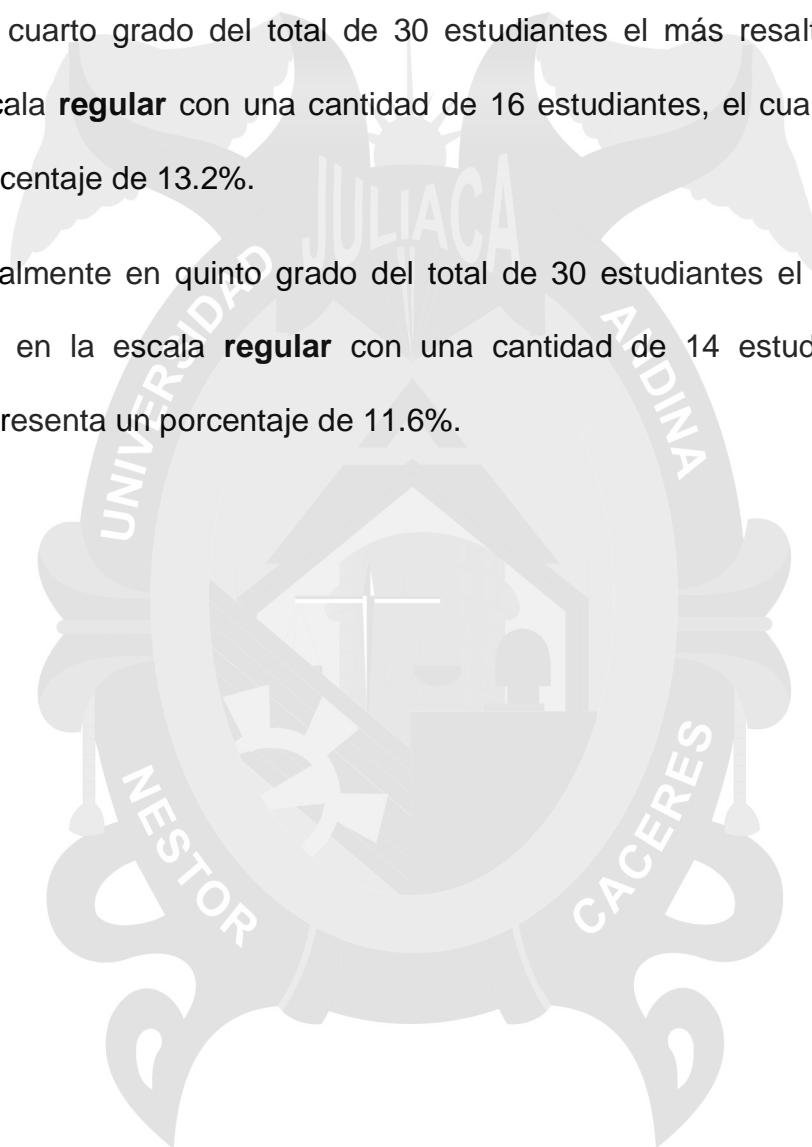 cuarto grado del total de 30 estudiantes el más resalt
cala regular con una cantidad de 16 estudiantes, el cua
centaje de 13.2%.
almente en quinto grado del total de 30 estudiantes el
en la escala regular con una cantidad de 14 estud
resenta un porcentaje de 11.6%.
JULIACA
UNIVERSIDAD
ANDINA
NESTOR
CACERES